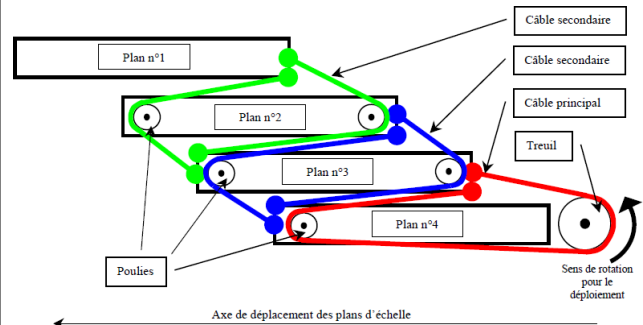 Câble secondaire
Plan n°1
Câble secondaire
Câble principal
Plan n°2
Treuil
Plan n°3
Plan n°4
Poulies
Sens de rotation
pour le
déploiement
Axe de déplacement des plans d'échelle